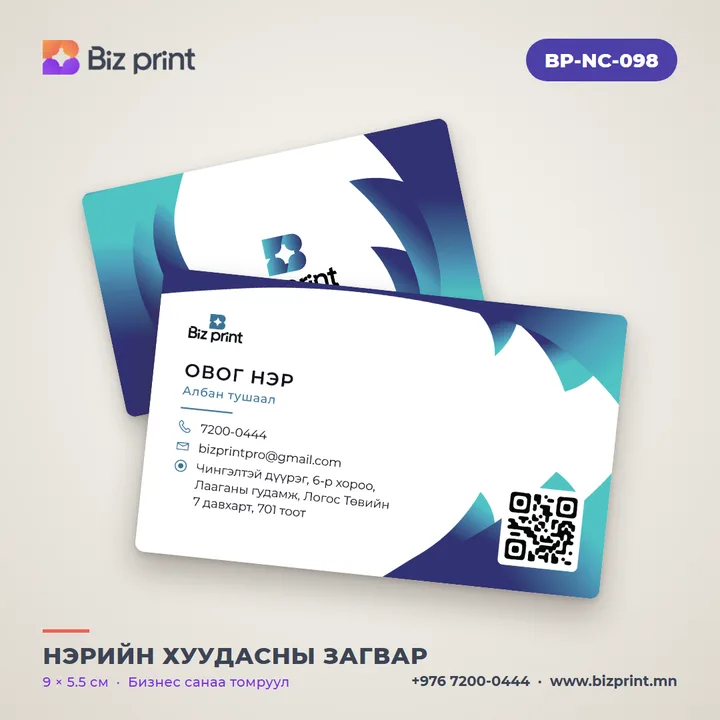 Biz print
BP-NC-098
print
Biz print
ОВОГ НЭР
Албан тушаал
7200-0444
bizprintpro@gmail.com
Чингэлтэй дүүрэг, 6-р хороо,
Лааганы гудамж, Логос Төвийн
7 давхарт, 701 тоот
НЭРИЙН ХУУДАСНЫ ЗАГВАР
9 × 5.5 см · Бизнес санаа томруул
+976 7200-0444 · www.bizprint.mn